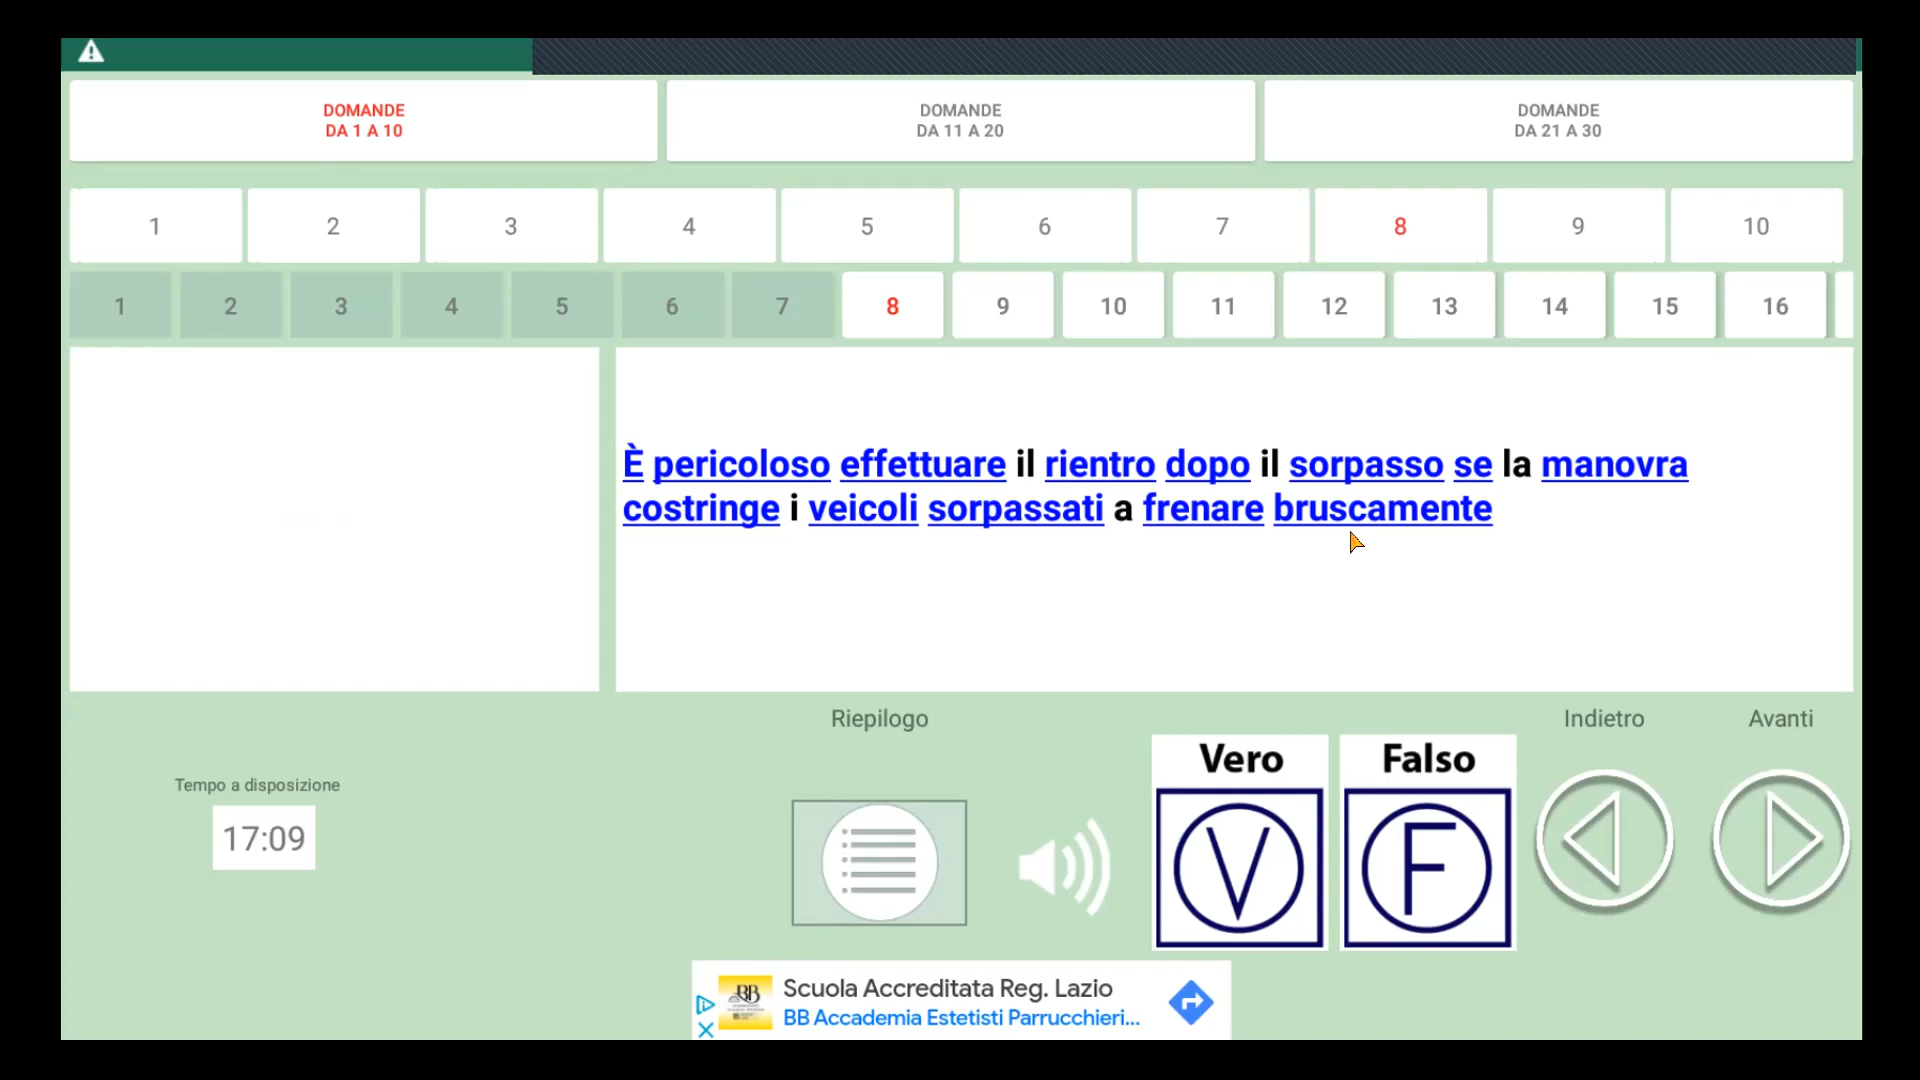 DOMANDE
DA 1 A 10
DOMANDE
DA 11 A 20
DOMANDE
DA 21 A 30
1 2 3 4 5 6 7 8 9 10
1 2 3 4 5 6 7 8 9 10 11 12 13 14 15 16
È pericoloso effettuare il rientro dopo il sorpasso se la manovra
costringe i veicoli sorpassati a frenare bruscamente
Riepilogo
Indietro
Avanti
Vero
Falso
Tempo a disposizione
17:09
V
F
BB
Scuola Accreditata Reg. Lazio
BB Accademia Estetisti Parrucchieri...